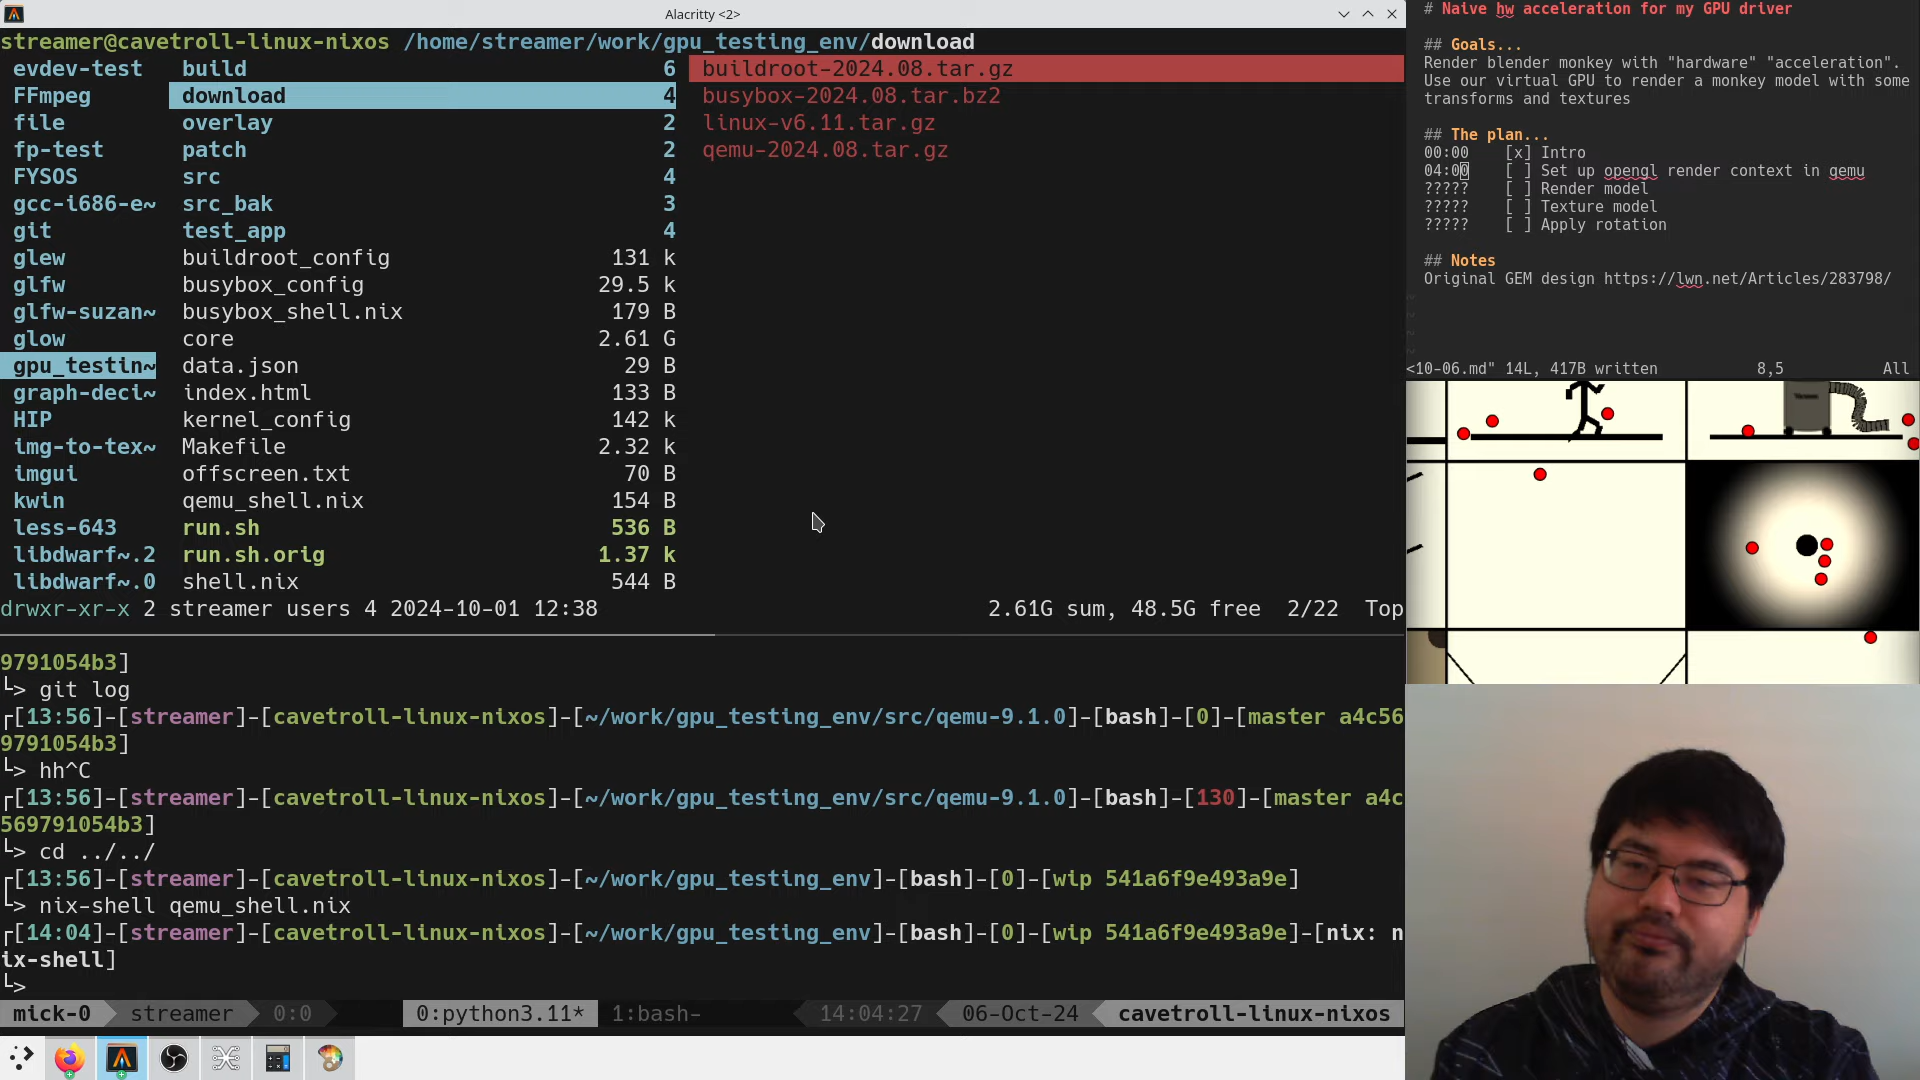 Alacritty <2>
streamer@cavetroll-linux-nixos /home/streamer/work/gpu_testing_env/download
evdev-test build 6 buildroot-2024.08.tar.gz
FFmpeg download 4 busybox-2024.08.tar.bz2
file overlay 2 linux-v6.11.tar.gz
fp-test patch 2 qemu-2024.08.tar.gz
FYSOS src 4
gcc-i686-e~ src_bak 3
git test_app 4
glew buildroot_config 131 k
glfw busybox_config 29.5 k
glfw-suzan~ busybox_shell.nix 179 B
glow core 2.61 G
gpu_testin~ data.json 29 B
graph-deci~ index.html 133 B
HIP kernel_config 142 k
img-to-tex~ Makefile 2.32 k
imgui offscreen.txt 70 B
kwin qemu_shell.nix 154 B
less-643 run.sh 536 B
libdwarf~.2 run.sh.orig 1.37 k
libdwarf~.0 shell.nix 544 B
drwxr-xr-x 2 streamer users 4 2024-10-01 12:38 2.61G sum, 48.5G free 2/22 Top
9791054b3]
└> git log
┌[13:56]-[streamer]-[cavetroll-linux-nixos]-[~/work/gpu_testing_env/src/qemu-9.1.0]-[bash]-[0]-[master a4c56
9791054b3]
└> hh^C
┌[13:56]-[streamer]-[cavetroll-linux-nixos]-[~/work/gpu_testing_env/src/qemu-9.1.0]-[bash]-[130]-[master a4c
569791054b3]
└> cd ../../
┌[13:56]-[streamer]-[cavetroll-linux-nixos]-[~/work/gpu_testing_env]-[bash]-[0]-[wip 541a6f9e493a9e]
└> nix-shell qemu_shell.nix
┌[14:04]-[streamer]-[cavetroll-linux-nixos]-[~/work/gpu_testing_env]-[bash]-[0]-[wip 541a6f9e493a9e]-[nix: n
ix-shell]
└>
mick-0 streamer 0:0 0:python3.11* 1:bash- 14:04:27 06-Oct-24 cavetroll-linux-nixos
# Naive hw acceleration for my GPU driver
## Goals...
Render blender monkey with "hardware" "acceleration".
Use our virtual GPU to render a monkey model with some
transforms and textures
## The plan...
00:00 [x] Intro
04:00 [ ] Set up opengl render context in qemu
????? [ ] Render model
????? [ ] Texture model
????? [ ] Apply rotation
## Notes
Original GEM design https://lwn.net/Articles/283798/
~
~
~
~
<10-06.md" 14L, 417B written 8,5 All